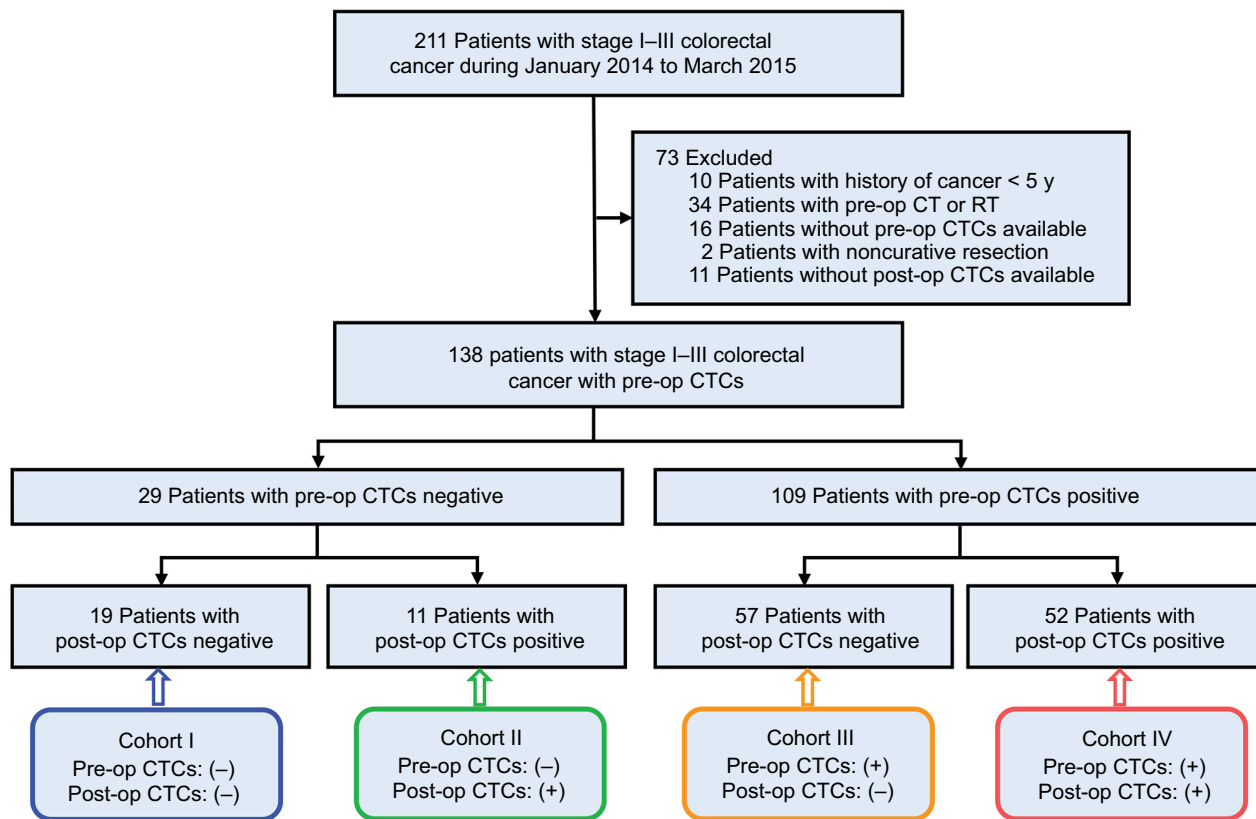 211 Patients with stage I–III colorectal
cancer during January 2014 to March 2015
73 Excluded
10 Patients with history of cancer < 5 y
34 Patients with pre-op CT or RT
16 Patients without pre-op CTCs available
2 Patients with noncurative resection
11 Patients without post-op CTCs available
138 patients with stage I–III colorectal
cancer with pre-op CTCs
29 Patients with pre-op CTCs negative
109 Patients with pre-op CTCs positive
19 Patients with
post-op CTCs negative
11 Patients with
post-op CTCs positive
57 Patients with
post-op CTCs negative
52 Patients with
post-op CTCs positive
Cohort I
Pre-op CTCs: (–)
Post-op CTCs: (–)
Cohort II
Pre-op CTCs: (–)
Post-op CTCs: (+)
Cohort III
Pre-op CTCs: (+)
Post-op CTCs: (–)
Cohort IV
Pre-op CTCs: (+)
Post-op CTCs: (+)